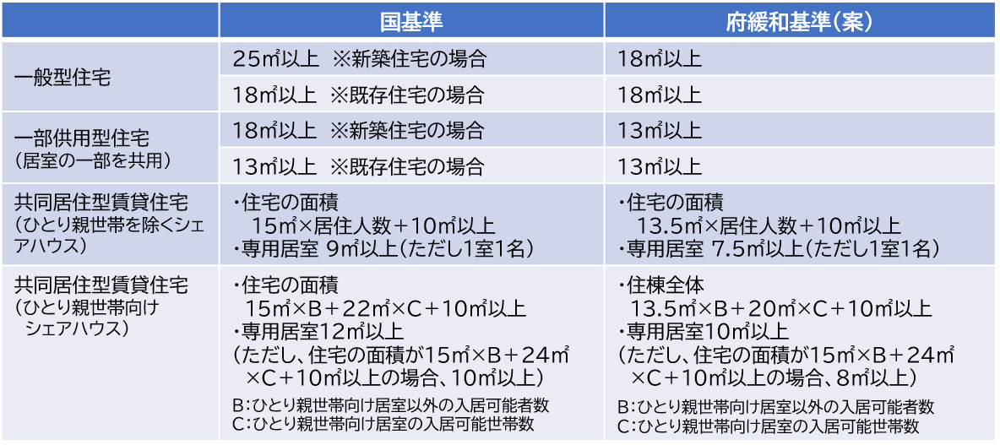 国基準
府緩和基準（案）
一般型住宅
25㎡以上 ※新築住宅の場合
18㎡以上
18㎡以上 ※既存住宅の場合
18㎡以上
一部供用型住宅
（居室の一部を共用）
18㎡以上 ※新築住宅の場合
13㎡以上
13㎡以上 ※既存住宅の場合
13㎡以上
共同居住型賃貸住宅
（ひとり親世帯を除くシェ
アハウス）
・住宅の面積
15㎡×居住人数＋10㎡以上
・専用居室 9㎡以上（ただし1室1名）
・住宅の面積
13.5㎡×居住人数＋10㎡以上
・専用居室 7.5㎡以上（ただし1室1名）
共同居住型賃貸住宅
（ひとり親世帯向け
シェアハウス）
・住宅の面積
15㎡×B＋22㎡×C＋10㎡以上
・専用居室12㎡以上
（ただし、住宅の面積が15㎡×B＋24㎡
×C＋10㎡以上の場合、10㎡以上）
B：ひとり親世帯向け居室以外の入居可能者数
C：ひとり親世帯向け居室の入居可能世帯数
・住棟全体
13.5㎡×B＋20㎡×C＋10㎡以上
・専用居室10㎡以上
（ただし、住宅の面積が15㎡×B＋24㎡
×C＋10㎡以上の場合、8㎡以上）
B：ひとり親世帯向け居室以外の入居可能者数
C：ひとり親世帯向け居室の入居可能世帯数